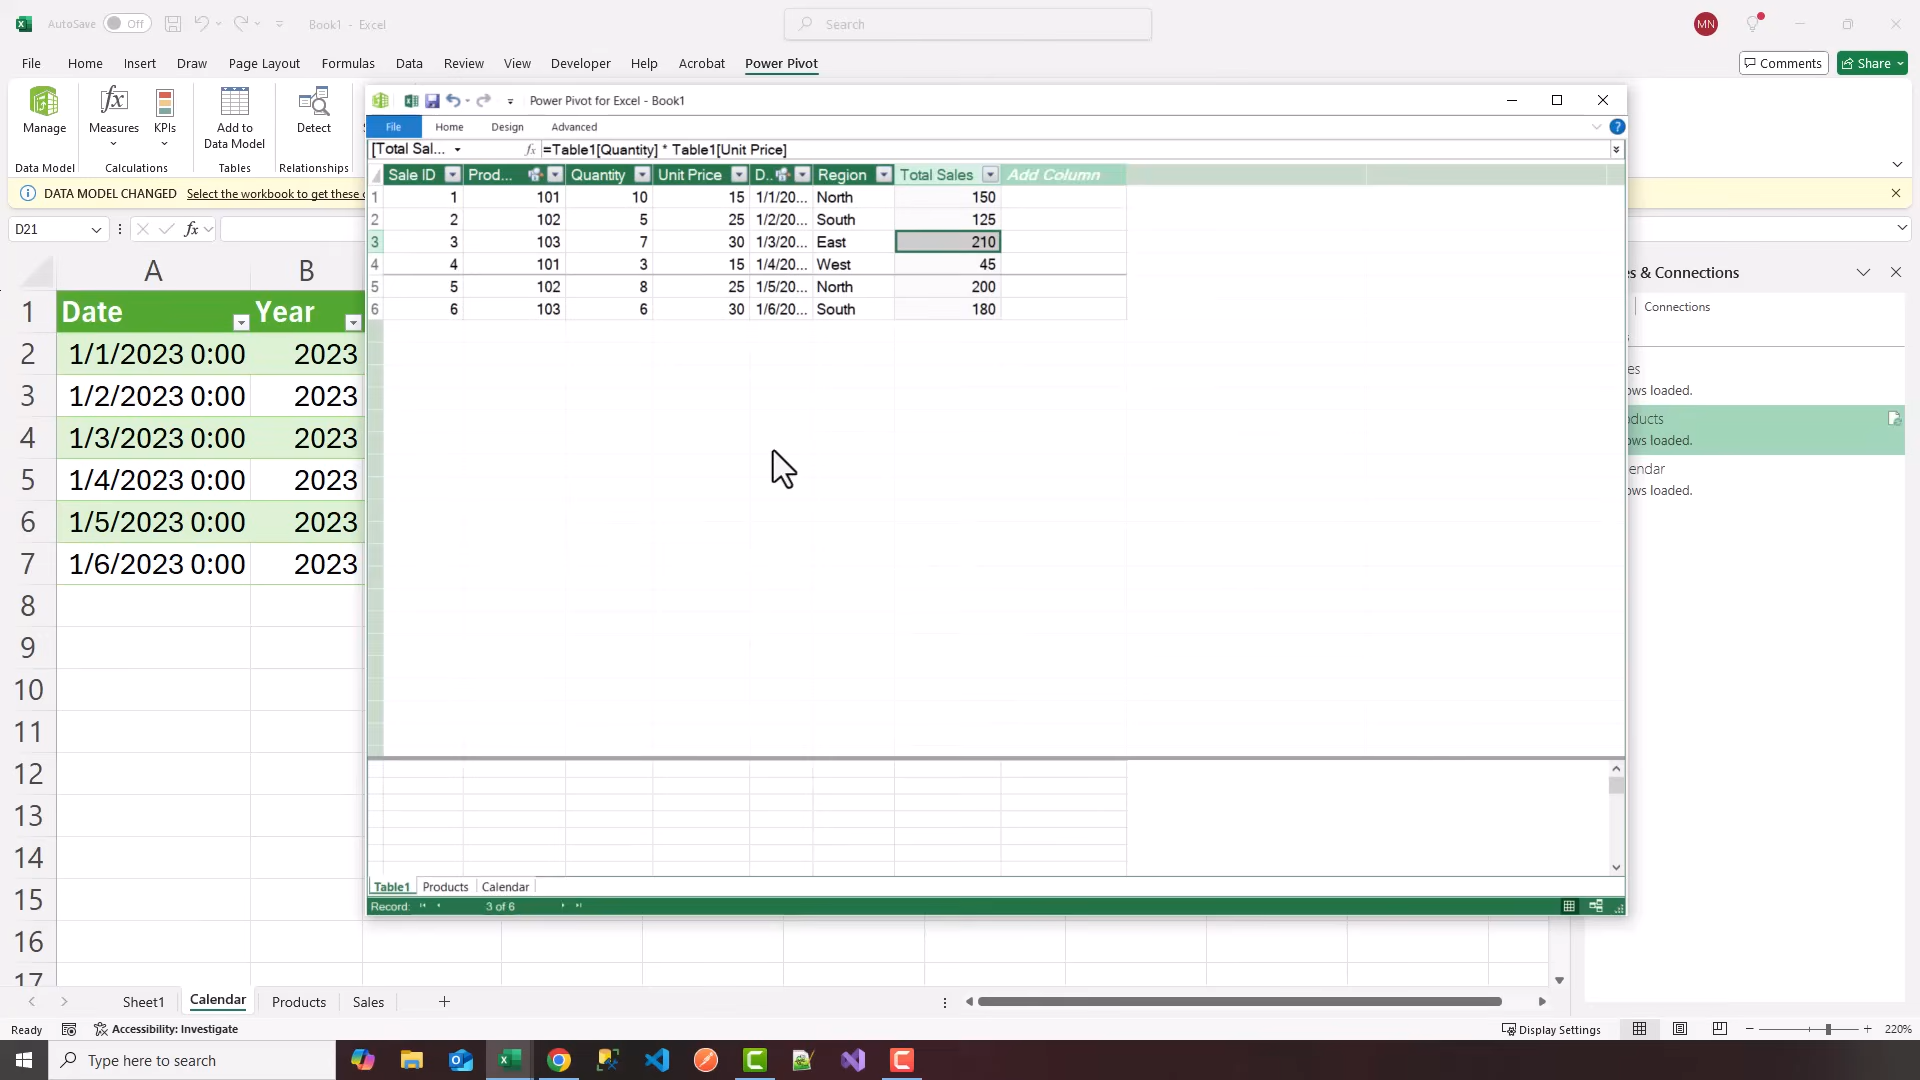 AutoSave Off Book1 - Excel Search MN
File Home Insert Draw Page Layout Formulas Data Review View Developer Help Acrobat Power Pivot Comments Share
Manage Measures KPIs Add to Data Model Detect
Data Model Calculations Tables Relationships
DATA MODEL CHANGED Select the workbook to get these
D21 fx
Power Pivot for Excel - Book1
File Home Design Advanced
[Total Sal... fx =Table1[Quantity] * Table1[Unit Price]
Sale ID Prod... Quantity Unit Price D... Region Total Sales Add Column
1 1 101 10 15 1/1/20... North 150
2 2 102 5 25 1/2/20... South 125
3 3 103 7 30 1/3/20... East 210
4 4 101 3 15 1/4/20... West 45
5 5 102 8 25 1/5/20... North 200
6 6 103 6 30 1/6/20... South 180
Table1 Products Calendar
Record: 3 of 6
A B
1 Date Year
2 1/1/2023 0:00 2023
3 1/2/2023 0:00 2023
4 1/3/2023 0:00 2023
5 1/4/2023 0:00 2023
6 1/5/2023 0:00 2023
7 1/6/2023 0:00 2023
8
9
10
11
12
13
14
15
16
17
s & Connections
Connections
es
ows loaded.
ducts
ows loaded.
endar
ows loaded.
Sheet1 Calendar Products Sales
Ready Accessibility: Investigate Display Settings 220%
Type here to search